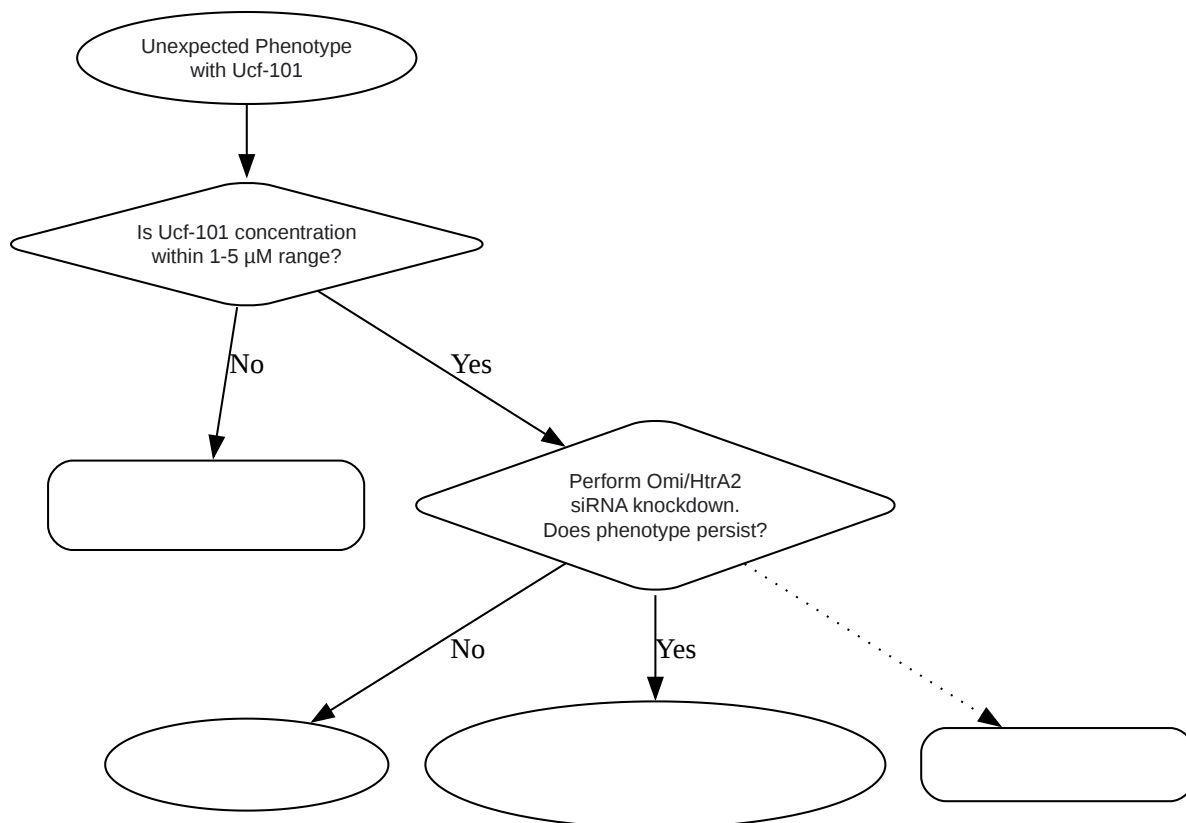 Unexpected Phenotype
with Ucf-101
Is Ucf-101 concentration
within 1-5 µM range?
No
Yes
Perform Omi/HtrA2
siRNA knockdown.
Does phenotype persist?
No
Yes